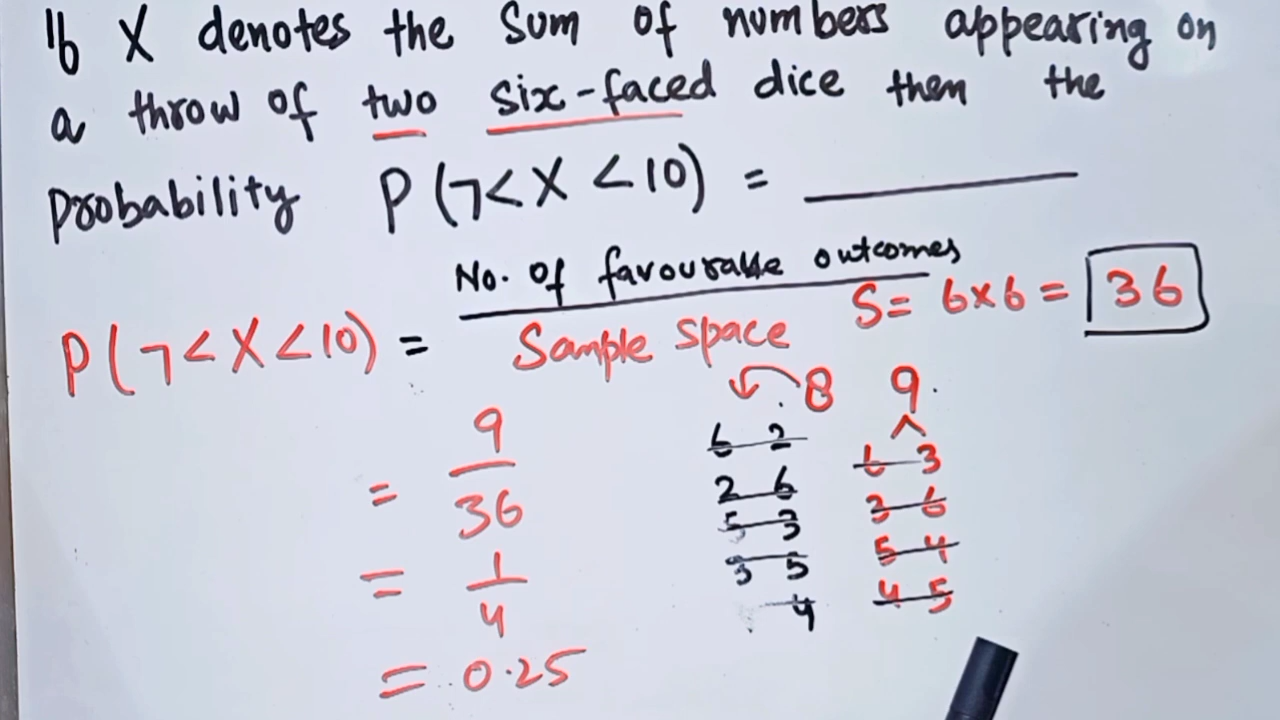 If X denotes the sum of numbers appearing on
a throw of two six-faced dice then the
Probability P(7<X<10) = ________
No. of favourable outcomes
P(7<X<10) = Sample space S= 6x6 = 36
8 9
6 2 6 3
= 9/36
2 6 3 6
5 3 5 4
= 1/4
3 5 4 5
4
= 0.25